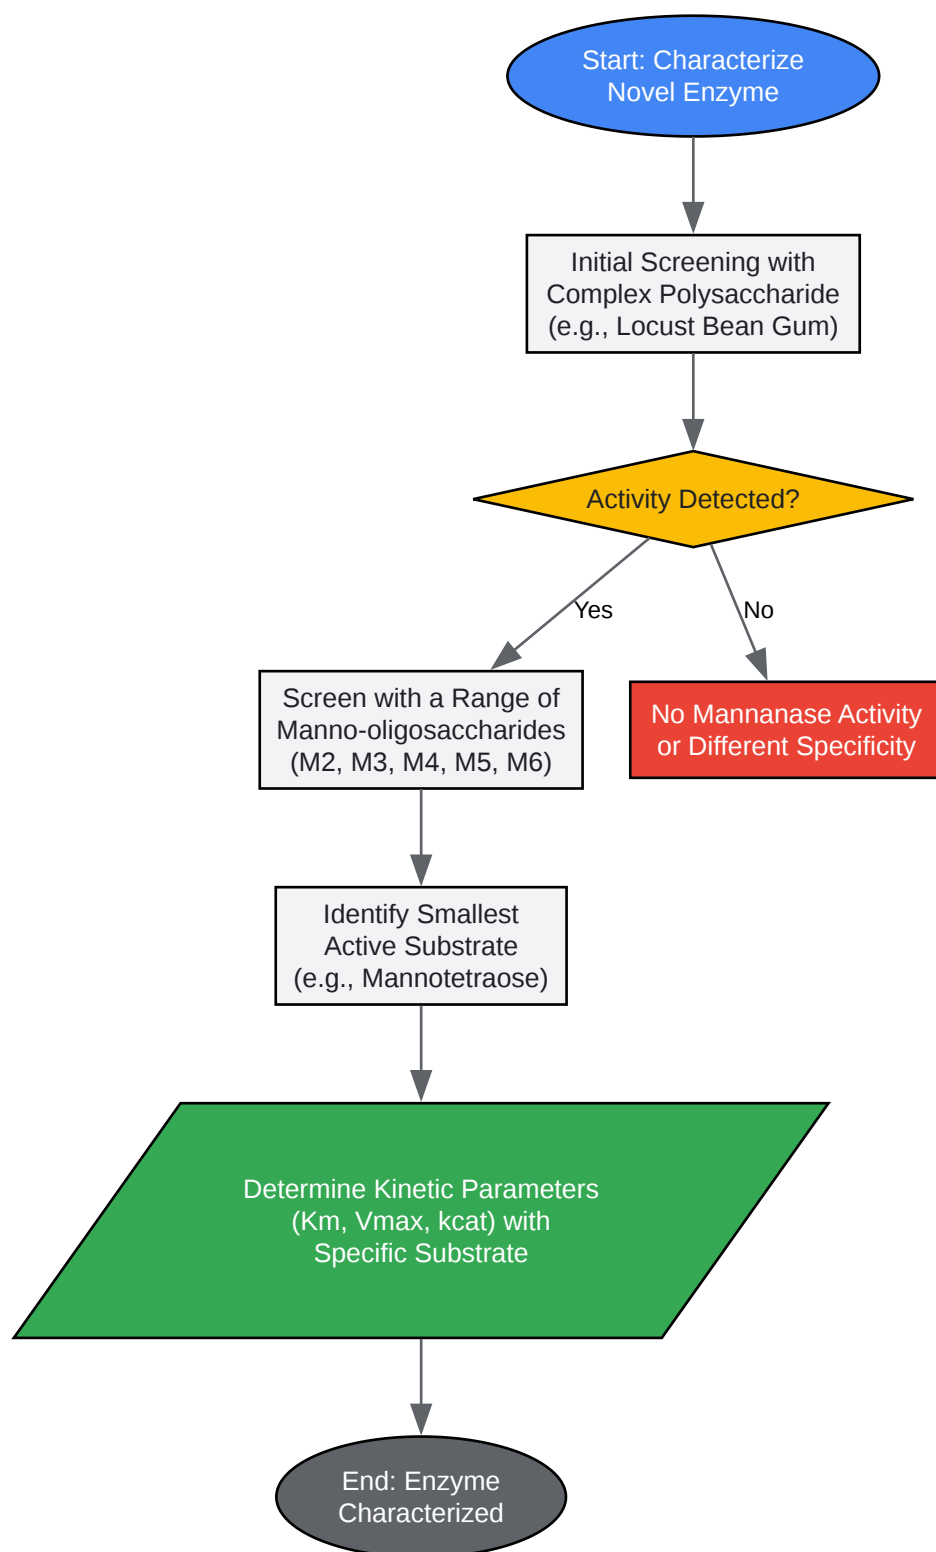 Start: Characterize
Novel Enzyme
Initial Screening with
Complex Polysaccharide
(e.g., Locust Bean Gum)
Activity Detected?
Yes
No
Screen with a Range of
Manno-oligosaccharides
(M2, M3, M4, M5, M6)
No Mannanase Activity
or Different Specificity
Identify Smallest
Active Substrate
(e.g., Mannotetraose)
Determine Kinetic Parameters
(Km, Vmax, kcat) with
Specific Substrate
End: Enzyme
Characterized